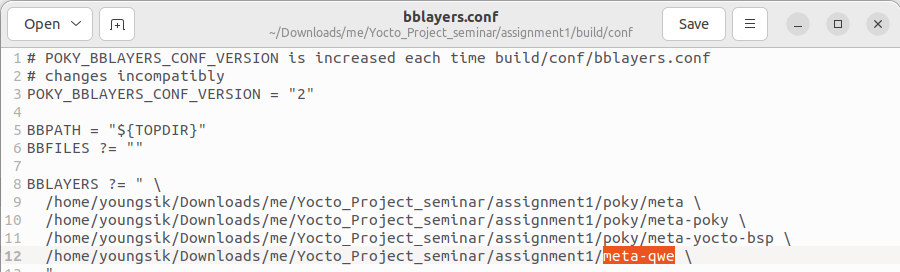 bblayers.conf
Open
Save
~/Downloads/me/Yocto_Project_seminar/assignment1/build/conf
1 # POKY_BBLAYERS_CONF_VERSION is increased each time build/conf/bblayers.conf
2 # changes incompatibly
3 POKY_BBLAYERS_CONF_VERSION = "2"
4
5 BBPATH = "${TOPDIR}"
6 BBFILES ?= ""
7
8 BBLAYERS ?= " \
9   /home/youngsik/Downloads/me/Yocto_Project_seminar/assignment1/poky/meta \
10   /home/youngsik/Downloads/me/Yocto_Project_seminar/assignment1/poky/meta-poky \
11   /home/youngsik/Downloads/me/Yocto_Project_seminar/assignment1/poky/meta-yocto-bsp \
12   /home/youngsik/Downloads/me/Yocto_Project_seminar/assignment1/meta-qwe \